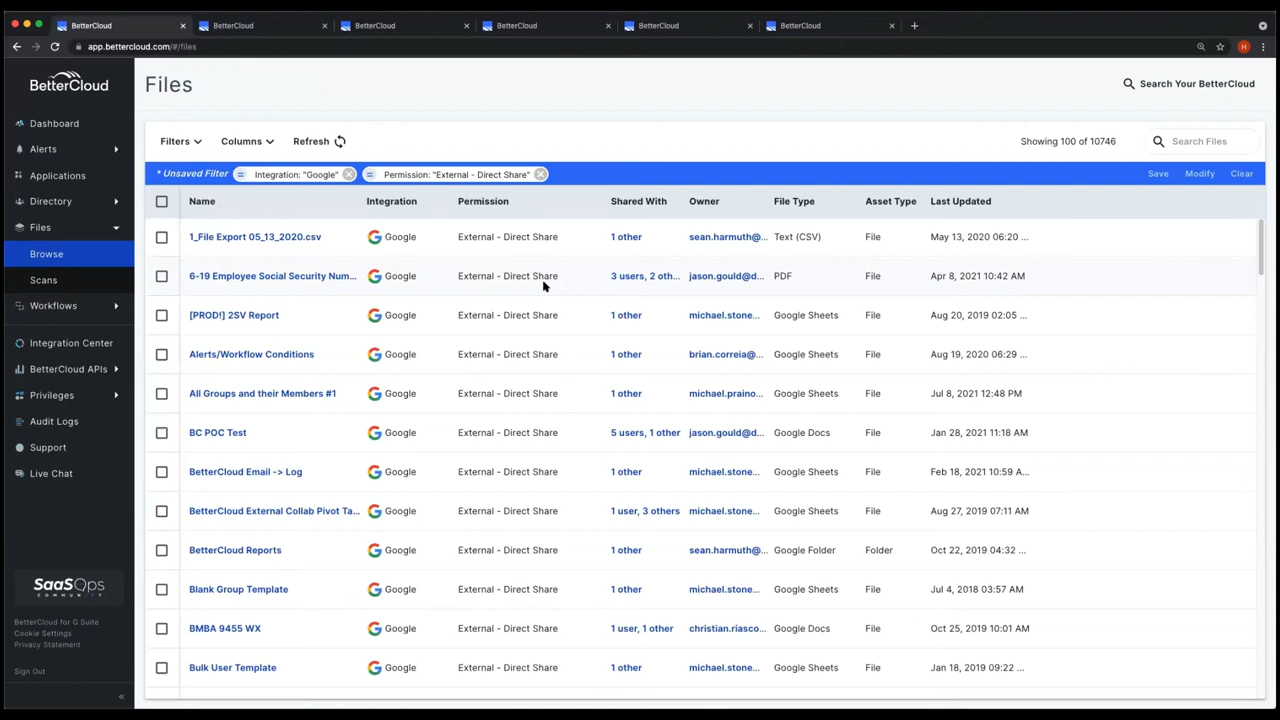 BetterCloud
BetterCloud
BetterCloud
BetterCloud
BetterCloud
BetterCloud
app.bettercloud.com/#/files
H
BetterCloud
Files
Search Your BetterCloud
Dashboard
Alerts
Applications
Directory
Files
Browse
Scans
Workflows
Integration Center
BetterCloud APIs
Privileges
Audit Logs
Support
Live Chat
SaaSOps
COMMUNITY
BetterCloud for G Suite
Cookie Settings
Privacy Statement
Sign Out
«
Filters Columns Refresh Showing 100 of 10746 Search Files
* Unsaved Filter = Integration: "Google" = Permission: "External - Direct Share" Save Modify Clear
Name Integration Permission Shared With Owner File Type Asset Type Last Updated
1_File Export 05_13_2020.csv Google External - Direct Share 1 other sean.harmuth@... Text (CSV) File May 13, 2020 06:20 ...
6-19 Employee Social Security Num... Google External - Direct Share 3 users, 2 oth... jason.gould@d... PDF File Apr 8, 2021 10:42 AM
[PROD!] 2SV Report Google External - Direct Share 1 other michael.stone... Google Sheets File Aug 20, 2019 02:05 ...
Alerts/Workflow Conditions Google External - Direct Share 1 other brian.correia@... Google Sheets File Aug 19, 2020 06:29 ...
All Groups and their Members #1 Google External - Direct Share 1 other michael.praino... Google Sheets File Jul 8, 2021 12:48 PM
BC POC Test Google External - Direct Share 5 users, 1 other jason.gould@d... Google Docs File Jan 28, 2021 11:18 AM
BetterCloud Email -> Log Google External - Direct Share 1 other michael.stone... Google Sheets File Feb 18, 2021 10:59 A...
BetterCloud External Collab Pivot Ta... Google External - Direct Share 1 user, 3 others michael.stone... Google Sheets File Aug 27, 2019 07:11 AM
BetterCloud Reports Google External - Direct Share 1 other sean.harmuth@... Google Folder Folder Oct 22, 2019 04:32 ...
Blank Group Template Google External - Direct Share 1 other michael.stone... Google Sheets File Jul 4, 2018 03:57 AM
BMBA 9455 WX Google External - Direct Share 1 user, 1 other christian.riasco... Google Docs File Oct 25, 2019 10:01 AM
Bulk User Template Google External - Direct Share 1 other michael.stone... Google Sheets File Jan 18, 2019 09:22 ...